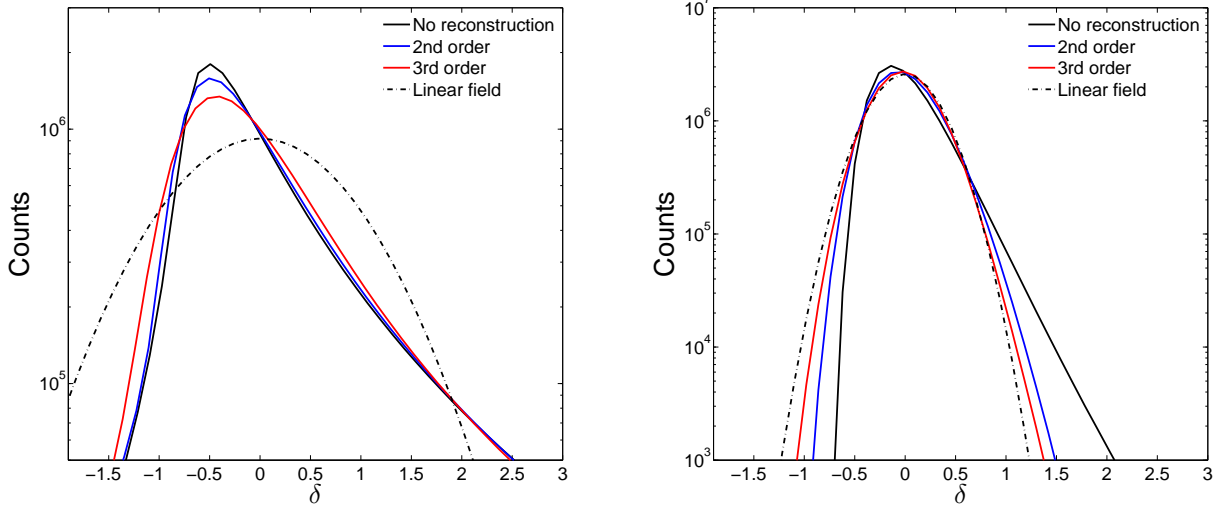 No reconstruction
2nd order
3rd order
Linear field
10^6
10^5
Counts
−1.5 −1 −0.5 0 0.5 1 1.5 2 2.5 3
δ
No reconstruction
2nd order
3rd order
Linear field
10^7
10^6
10^5
10^4
10^3
Counts
−1.5 −1 −0.5 0 0.5 1 1.5 2 2.5 3
δ